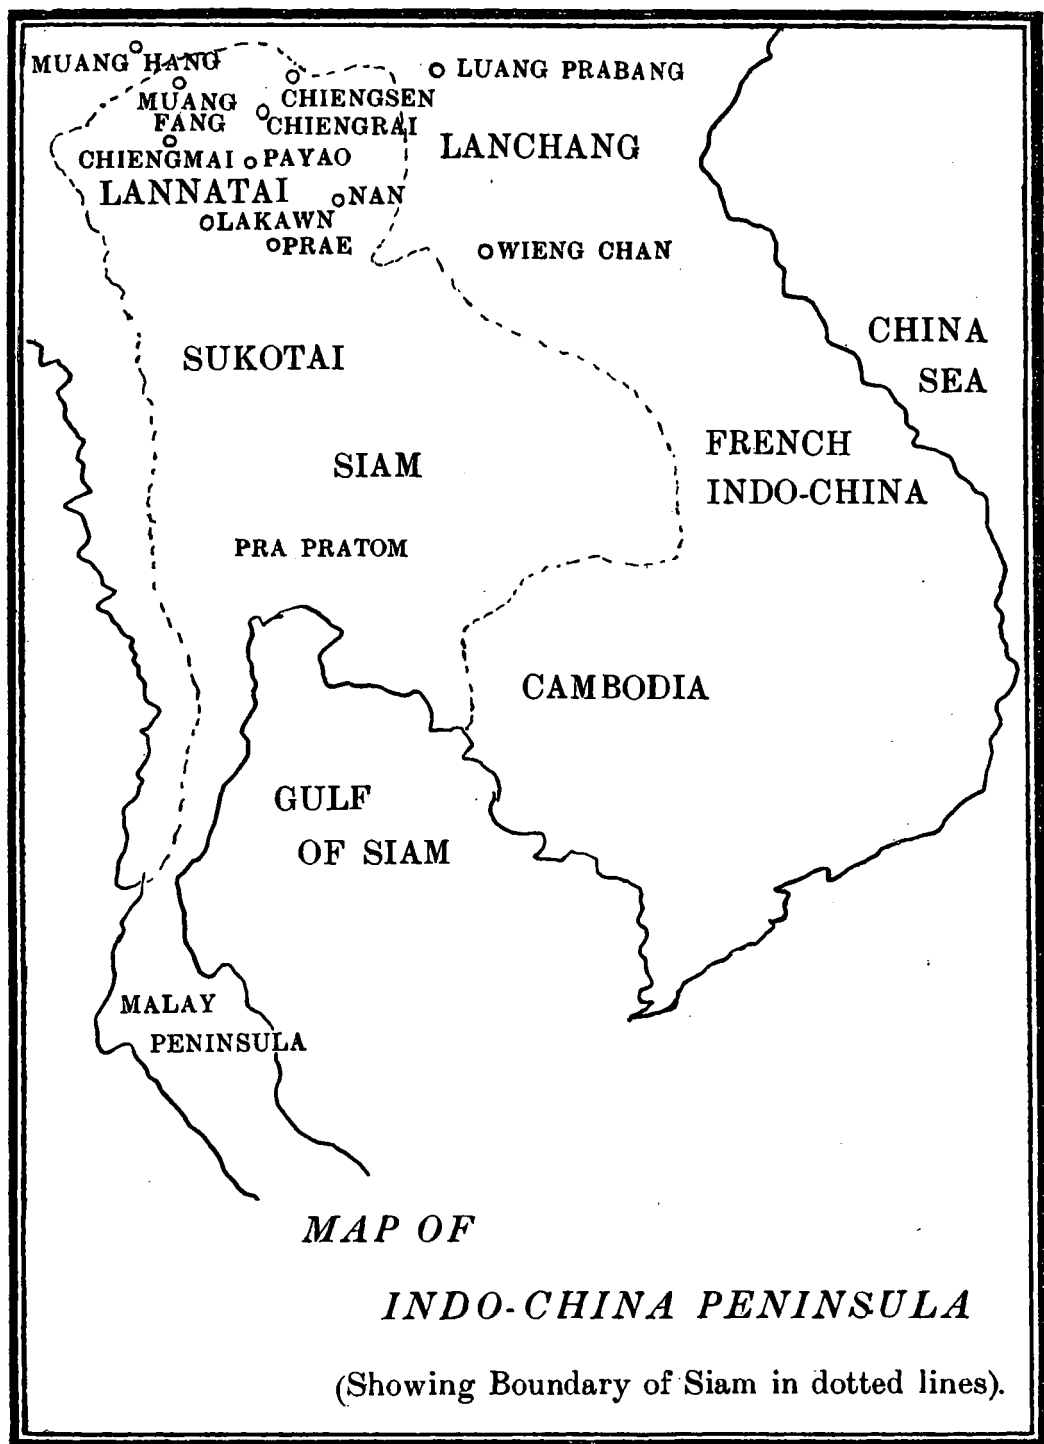 MUANG HANG
LUANG PRABANG
MUANG
FANG
CHIENGSEN
CHIENGRAI
LANCHANG
CHIENGMAI
PAYAO
LANNATAI
NAN
LAKAWN
PRAE
WIENG CHAN
CHINA
SEA
SUKOTAI
FRENCH
INDO-CHINA
SIAM
PRA PRATOM
CAMBODIA
GULF
OF SIAM
MALAY
PENINSULA
MAP OF
INDO-CHINA PENINSULA
(Showing Boundary of Siam in dotted lines).